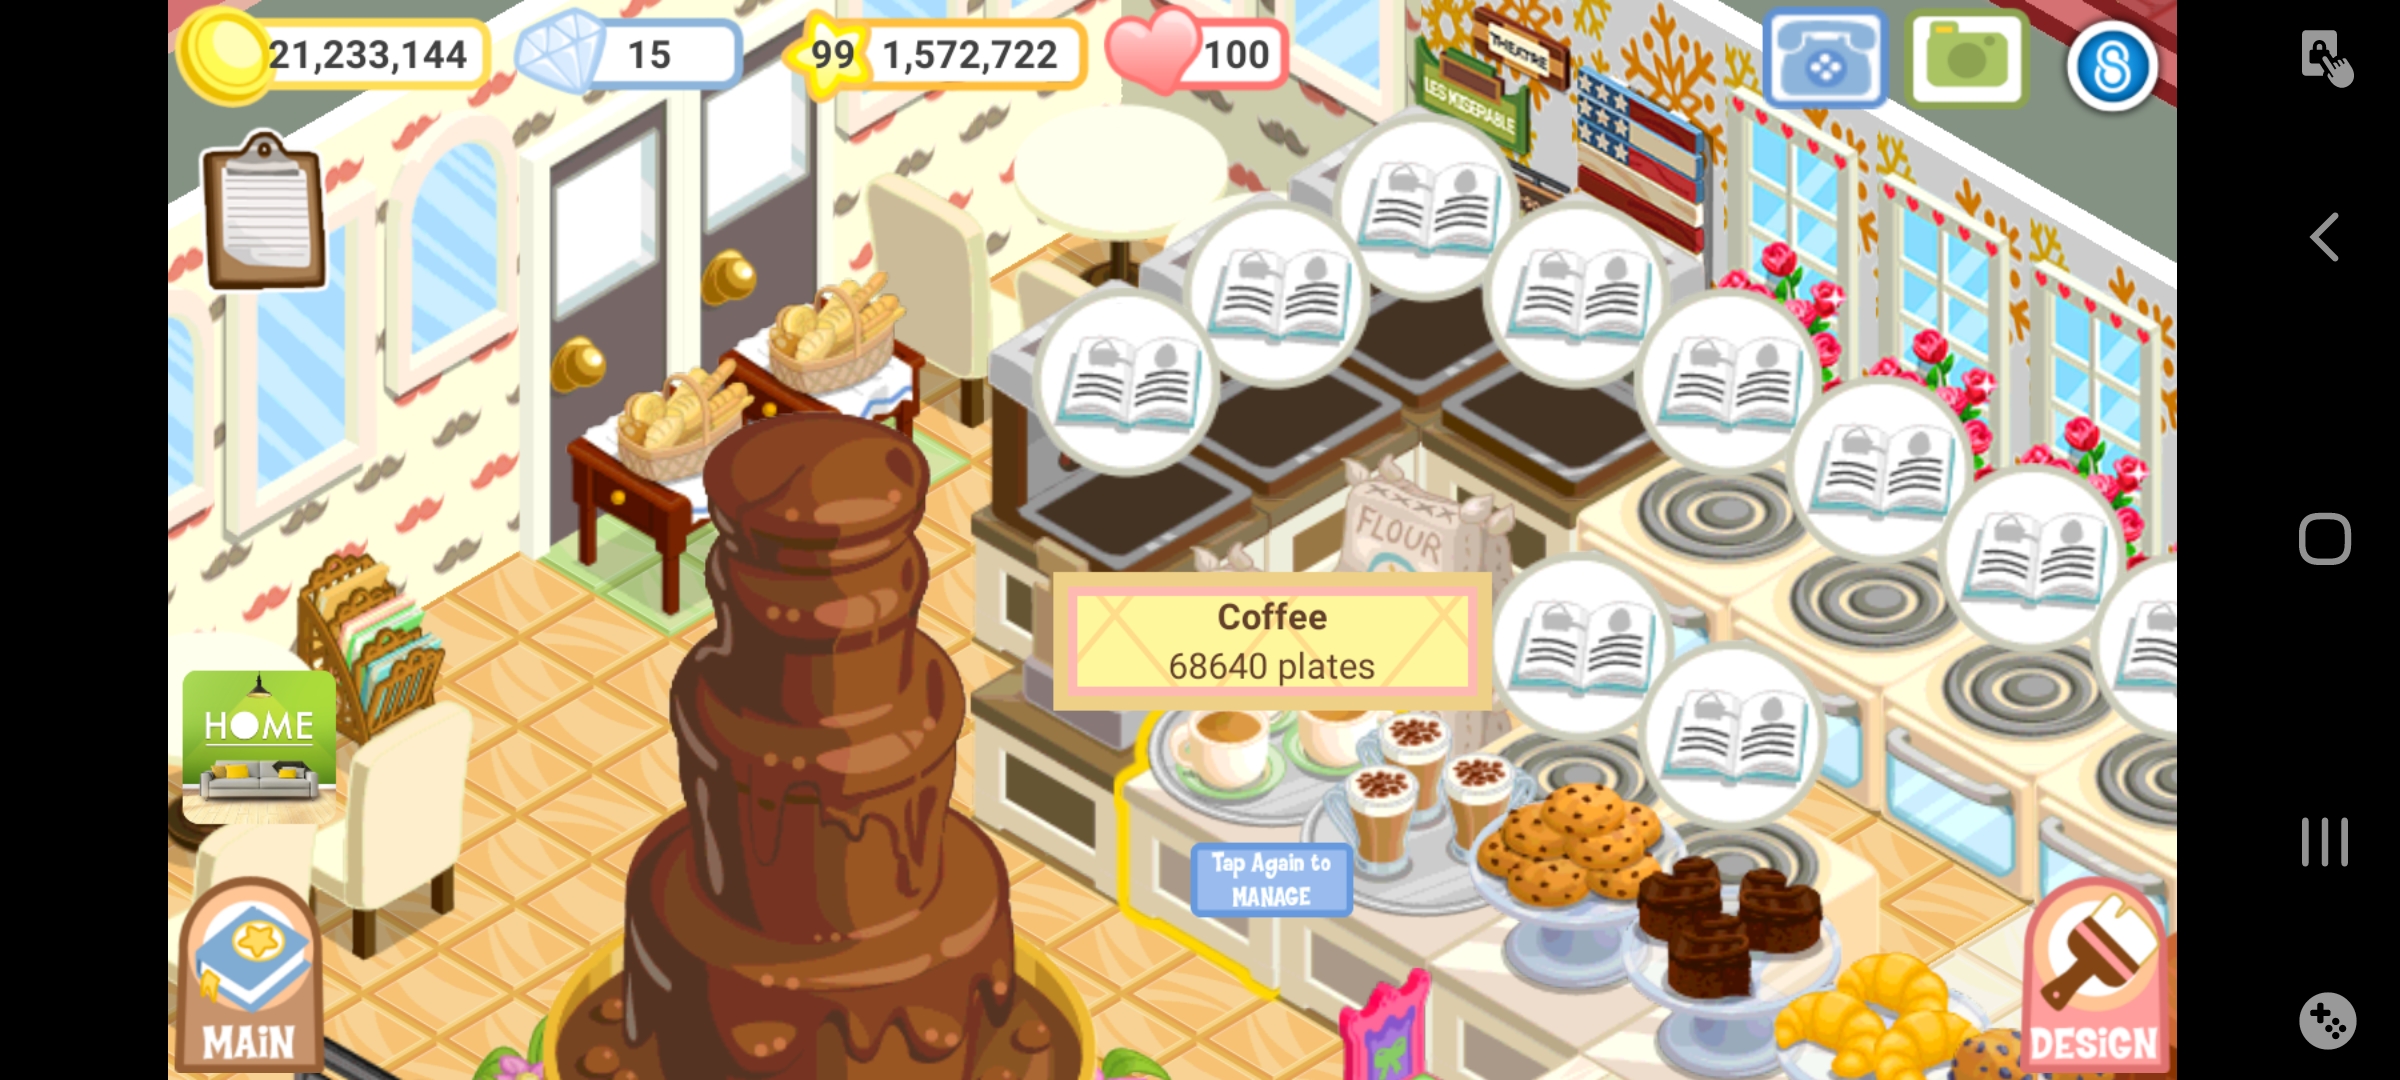 21,233,144
15
99
1,572,722
100
THEATRE
LES MISERABLE
FLOUR
Coffee
68640 plates
HOME
Tap Again to
MANAGE
MAiN
DESiGN